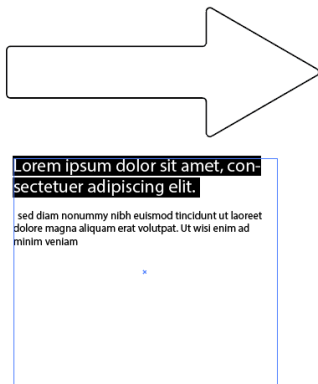 Lorem ipsum dolor sit amet, con-
sectetuer adipiscing elit.
sed diam nonummy nibh euismod tincidunt ut laoreet
dolore magna aliquam erat volutpat. Ut wisi enim ad
minim veniam